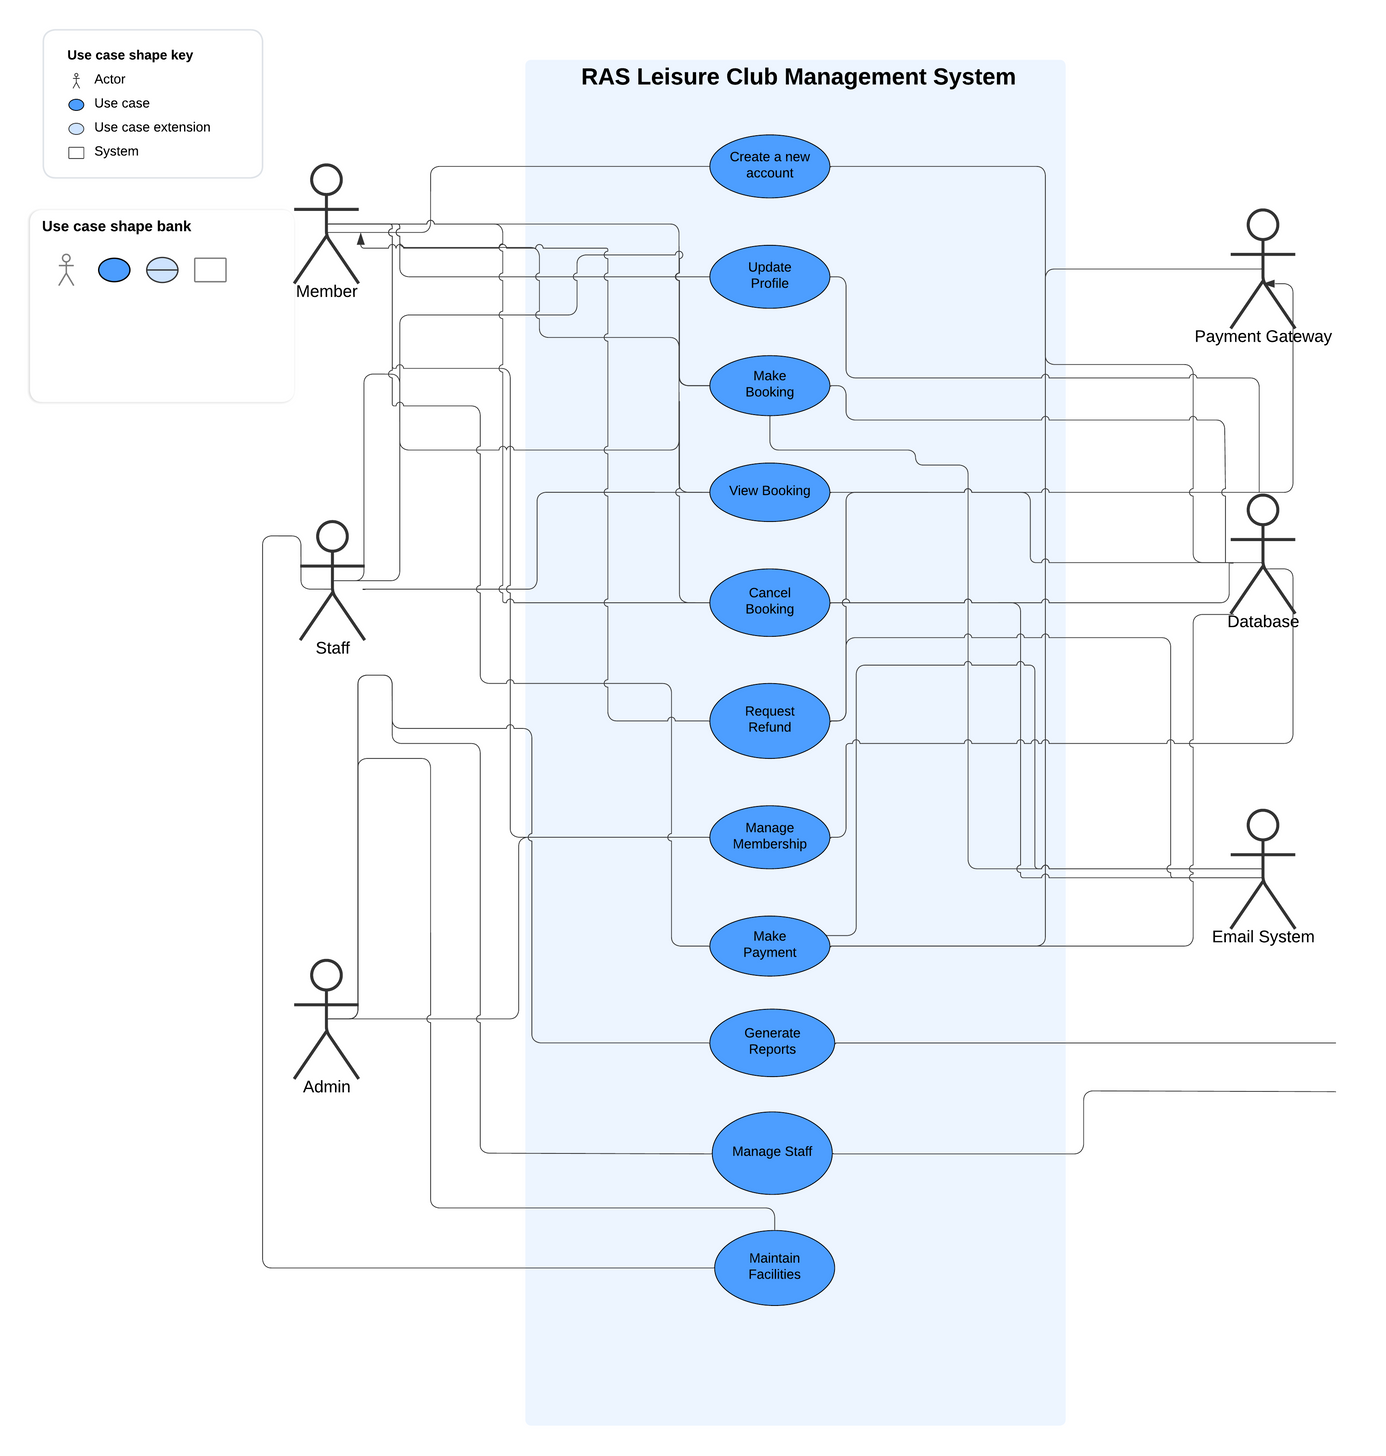 Use case shape key
Actor
Use case
Use case extension
System
Use case shape bank
RAS Leisure Club Management System
Create a new
account
Member
Update
Profile
Payment Gateway
Make
Booking
View Booking
Cancel
Booking
Database
Staff
Request
Refund
Manage
Membership
Make
Payment
Email System
Generate
Reports
Admin
Manage Staff
Maintain
Facilities